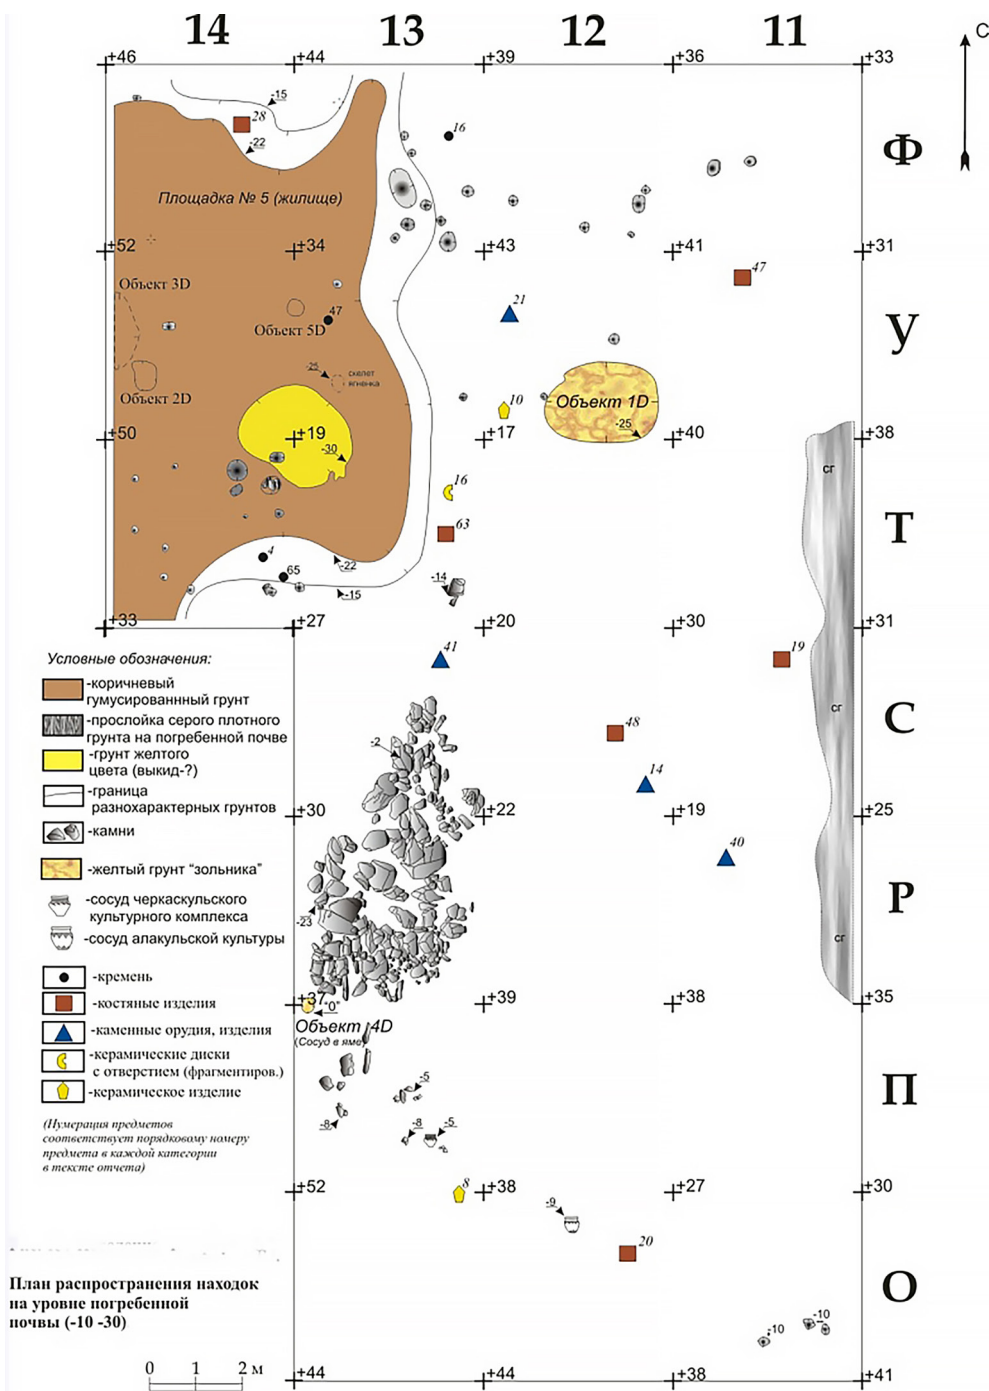 14 13 12 11
С
+46 +44 +39 +36 +33
-15
28
16
-22
Ф
Площадка № 5 (жилище)
+52 +34 +43 +41 +31
47
Объект 3D
21
47
Объект 5D
У
-25
скелет
ягненка
Объект 2D
10
Объект 1D
-25
+50 +19 +17 +40 +38
-30
сг
16
63
Т
4
-22
65
-15
-14
+33 +27 +20 +30 +31
41
19
Условные обозначения:
-коричневый
гумусированнный грунт
-прослойка серого плотного
грунта на погребенной почве
-грунт желтого
цвета (выкид-?)
-граница
разнохарактерных грунтов
-камни
-желтый грунт "зольника"
-сосуд черкаскульского
культурного комплекса
-сосуд алакульской культуры
-кремень
-костяные изделия
-каменные орудия, изделия
-керамические диски
с отверстием (фрагментиров.)
-керамическое изделие
(Нумерация предметов
соответствует порядковому номеру
предмета в каждой категории
в тексте отчета)
сг
С
48
-2
14
+30 +22 +19 +25
40
Р
-23
сг
+37 +39 +38 +35
"0"
Объект 4D
(Сосуд в яме)
-5
П
-8
-8
-5
8
+52 +38 +27 +30
-9
20
План распространения находок
на уровне погребенной
почвы (-10 -30)
О
-10
-10
0 1 2 м
+44 +44 +38 +41